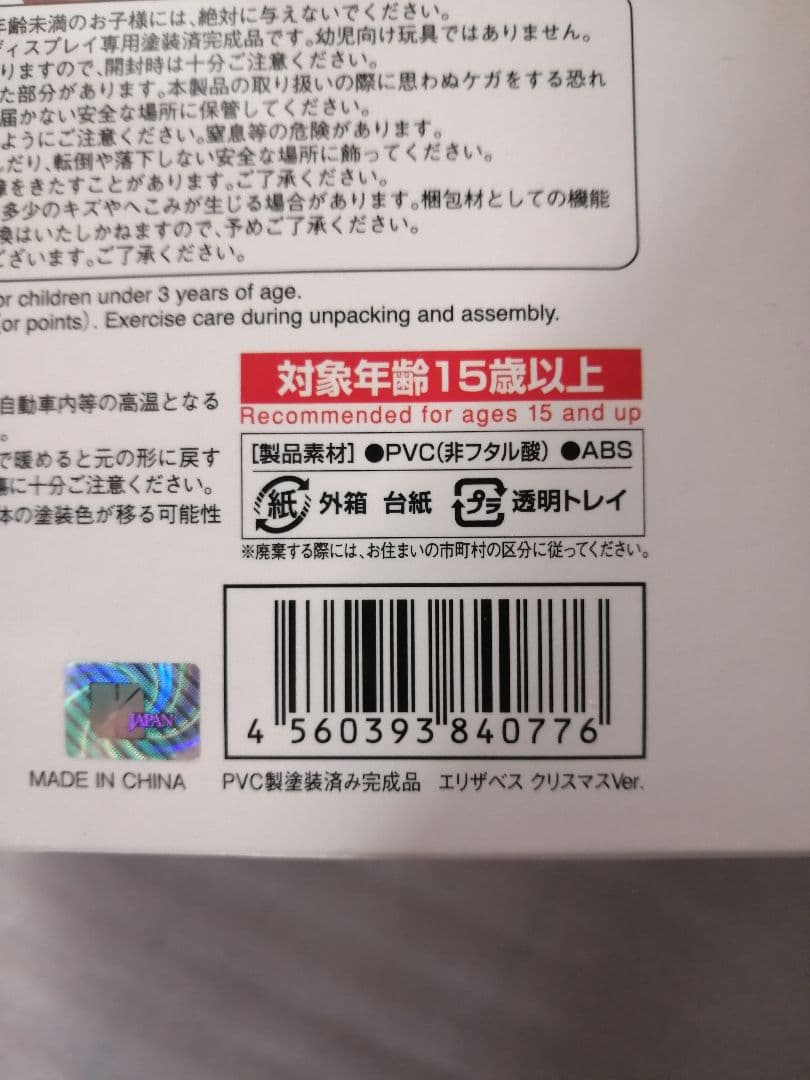 年齢未満のお子様には、絶対に与えないでください。
ディスプレイ専用塗装済完成品です。幼児向け玩具ではありません。
りますので、開封時は十分ご注意ください。
た部分があります。本製品の取り扱いの際に思わぬケガをする恐れ
届かない安全な場所に保管してください。
ようにご注意ください。窒息等の危険があります。
んだり、転倒や落下しない安全な場所に飾ってください。
障をきたすことがあります。ご了承ください。
多少のキズやへこみが生じる場合があります。梱包材としての機能
換はいたしかねますので、予めご了承ください。
ございます。ご了承ください。
or children under 3 years of age.
(or points). Exercise care during unpacking and assembly.
自動車内等の高温となる
。
で暖めると元の形に戻す
に十分ご注意ください。
体の塗装色が移る可能性
対象年齢15歳以上
Recommended for ages 15 and up
[製品素材] ●PVC(非フタル酸) ●ABS
紙 外箱 台紙 プラ 透明トレイ
※廃棄する際には、お住まいの市町村の区分に従ってください。
4 560393 840776
JAPAN
MADE IN CHINA
PVC製塗装済み完成品 エリザベス クリスマスVer.